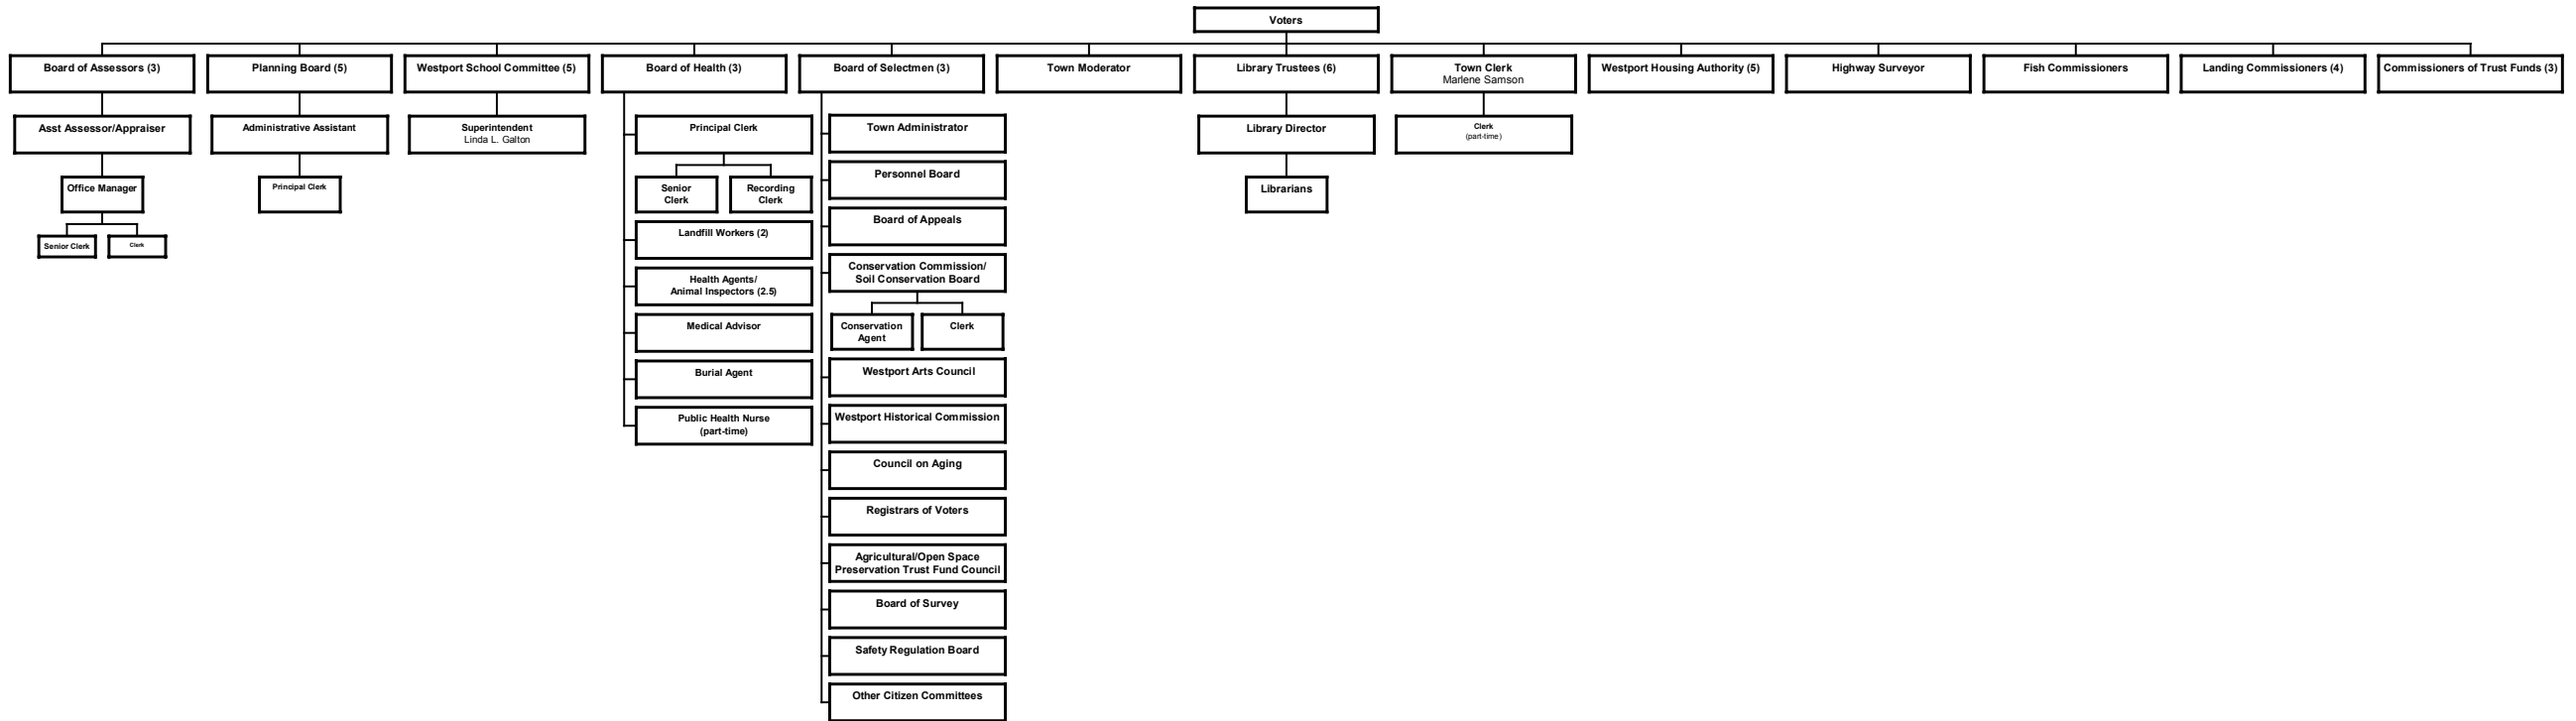 Voters
Board of Assessors (3)
Planning Board (5)
Westport School Committee (5)
Board of Health (3)
Board of Selectmen (3)
Town Moderator
Library Trustees (6)
Town Clerk
Marlene Samson
Westport Housing Authority (5)
Highway Surveyor
Fish Commissioners
Landing Commissioners (4)
Commissioners of Trust Funds (3)
Asst Assessor/Appraiser
Office Manager
Senior Clerk
Clerk
Administrative Assistant
Principal Clerk
Superintendent
Linda L. Galton
Principal Clerk
Senior
Clerk
Recording
Clerk
Landfill Workers (2)
Health Agents/
Animal Inspectors (2.5)
Medical Advisor
Burial Agent
Public Health Nurse
(part-time)
Town Administrator
Personnel Board
Board of Appeals
Conservation Commission/
Soil Conservation Board
Conservation
Agent
Clerk
Westport Arts Council
Westport Historical Commission
Council on Aging
Registrars of Voters
Agricultural/Open Space
Preservation Trust Fund Council
Board of Survey
Safety Regulation Board
Other Citizen Committees
Library Director
Librarians
Clerk
(part-time)